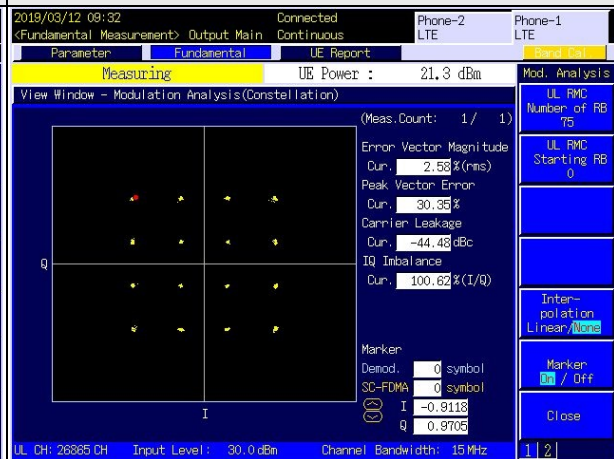 2019/03/12 09:32 Connected Phone-2 Phone-1
<Fundamental Measurement> Output Main Continuous LTE LTE
Parameter Fundamental UE Report Band Cal
Measuring UE Power : 21.3 dBm Mod. Analysis
View Window - Modulation Analysis(Constellation)
(Meas.Count: 1/ 1)
Error Vector Magnitude
Cur. 2.58 %(rms)
Peak Vector Error
Cur. 30.35 %
Carrier Leakage
Cur. -44.48 dBc
IQ Imbalance
Cur. 100.62 %(I/Q)
Marker
Demod. 0 symbol
SC-FDMA 0 symbol
I -0.9118
Q 0.9705
Q
I
UL RMC
Number of RB
75
UL RMC
Starting RB
0
Inter-
polation
Linear/None
Marker
On / Off
Close
UL CH: 26865 CH Input Level: 30.0 dBm Channel Bandwidth: 15 MHz 1 2